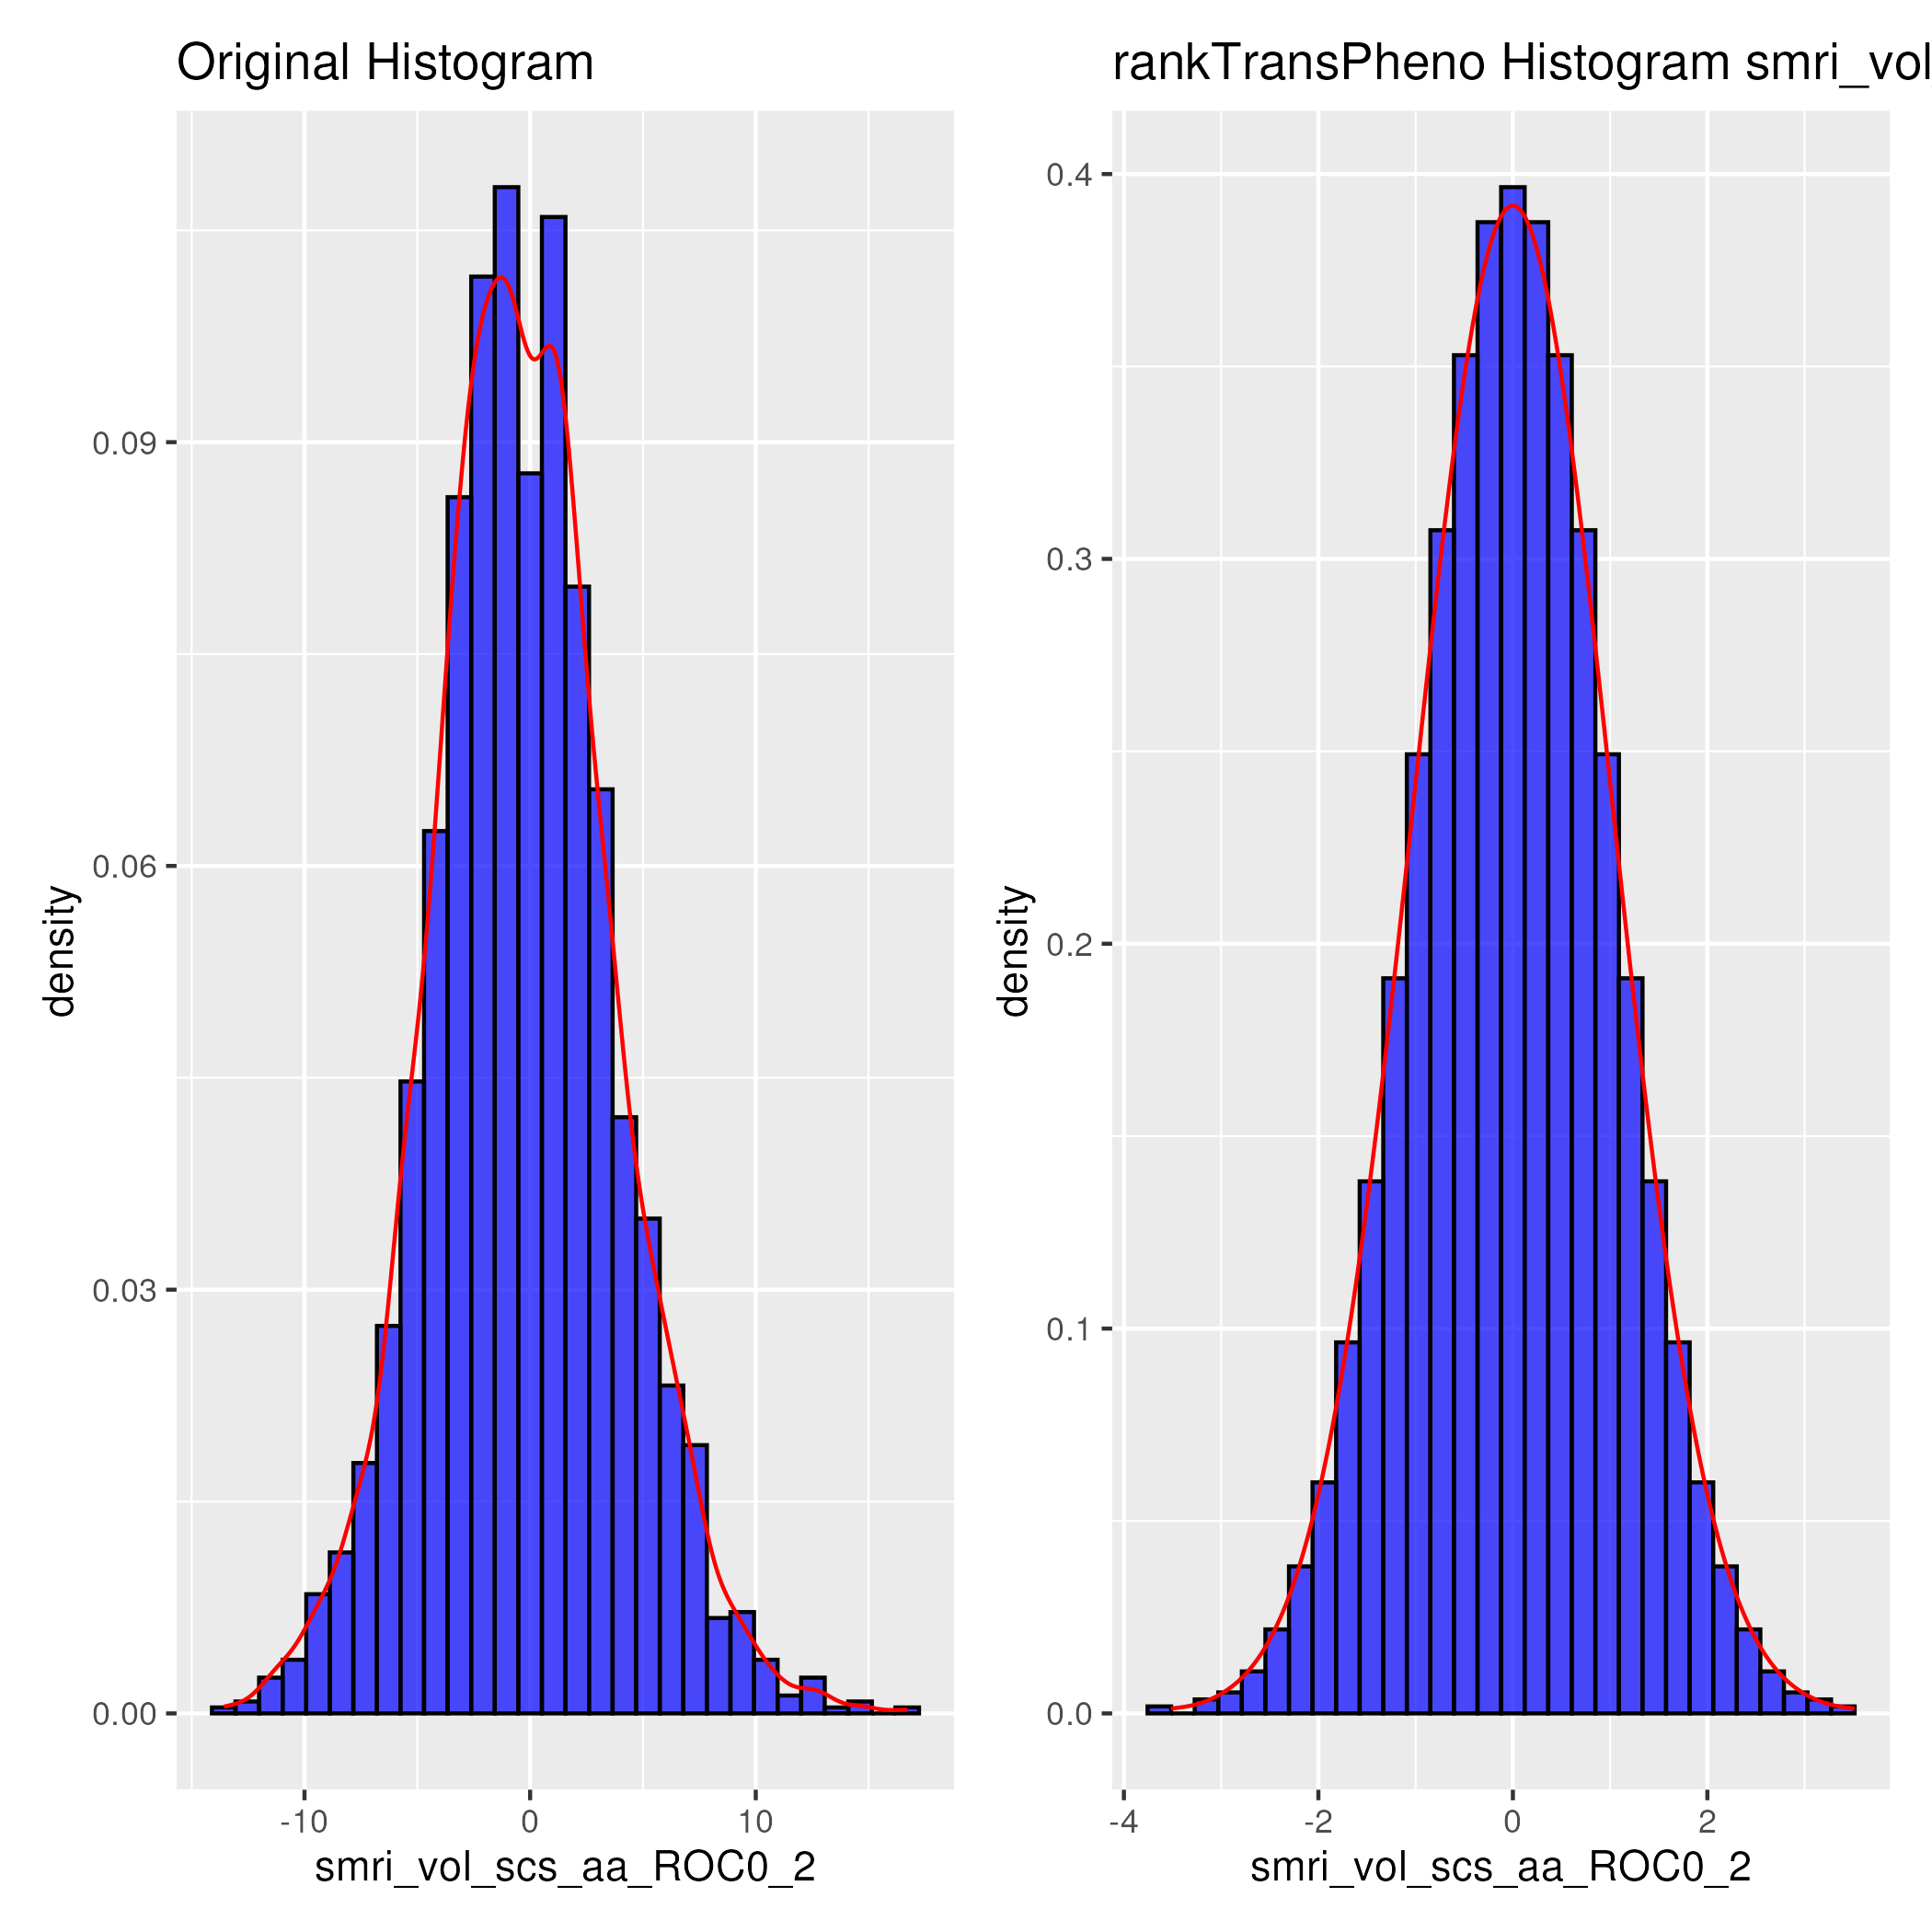 Original Histogram
density
0.09
0.06
0.03
0.00
-10
0
10
smri_vol_scs_aa_ROC0_2
rankTransPheno Histogram smri_vol
density
0.4
0.3
0.2
0.1
0.0
-4
-2
0
2
smri_vol_scs_aa_ROC0_2